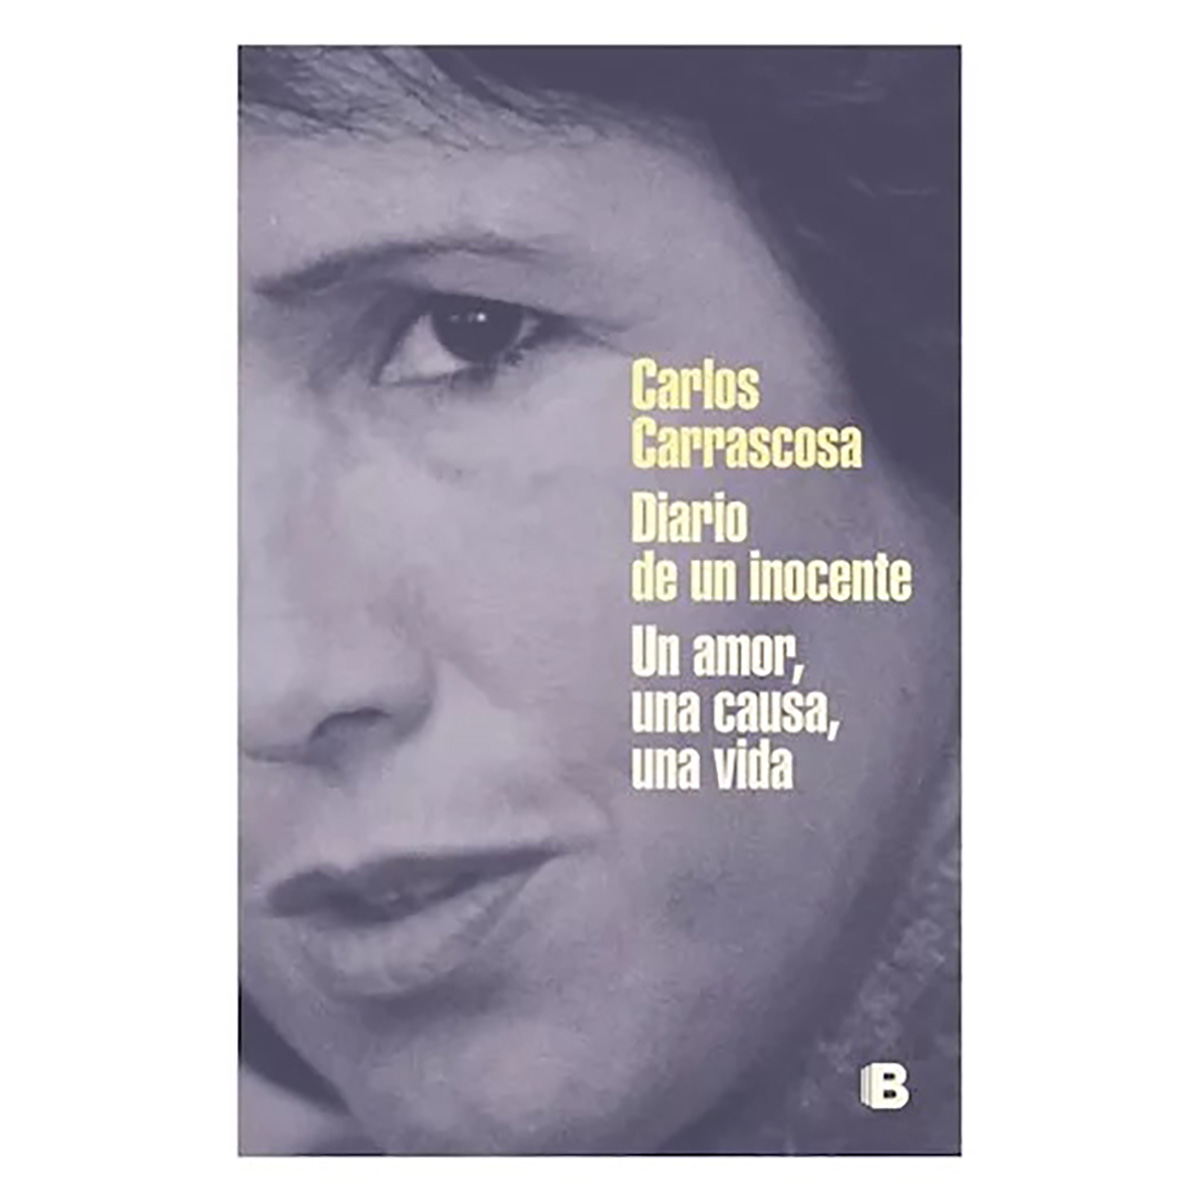 Carlos
Carrascosa
Diario
de un inocente
Un amor,
una causa,
una vida
B